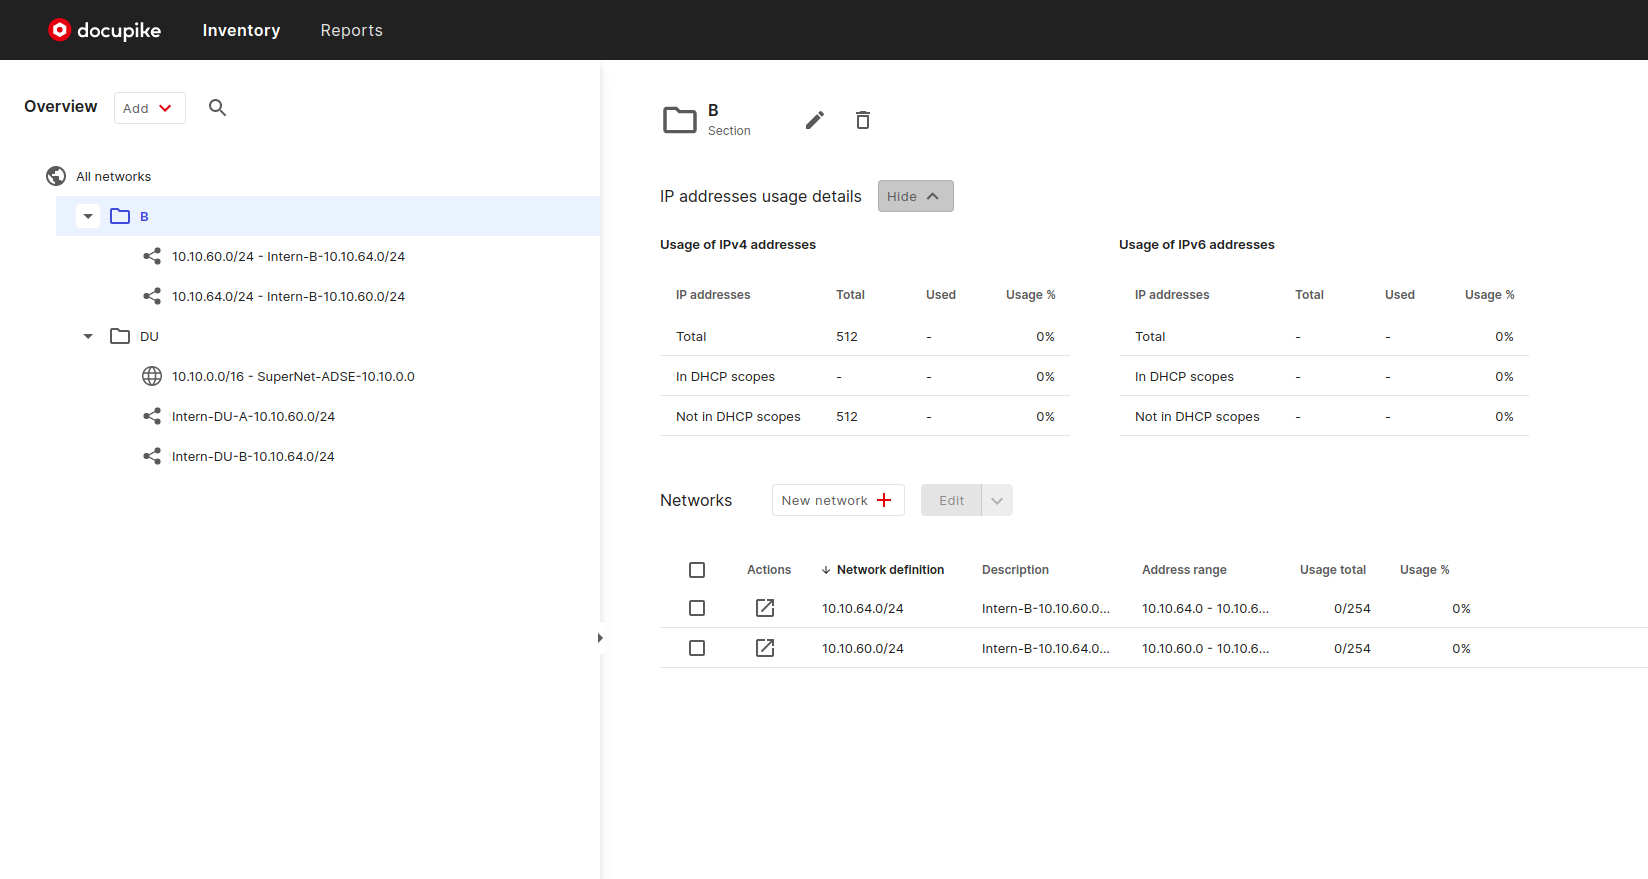 docupike Inventory Reports
Overview Add
All networks
B
10.10.60.0/24 - Intern-B-10.10.64.0/24
10.10.64.0/24 - Intern-B-10.10.60.0/24
DU
10.10.0.0/16 - SuperNet-ADSE-10.10.0.0
Intern-DU-A-10.10.60.0/24
Intern-DU-B-10.10.64.0/24
B
Section
IP addresses usage details Hide
Usage of IPv4 addresses
IP addresses Total Used Usage %
Total 512 - 0%
In DHCP scopes - - 0%
Not in DHCP scopes 512 - 0%
Usage of IPv6 addresses
IP addresses Total Used Usage %
Total - - 0%
In DHCP scopes - - 0%
Not in DHCP scopes - - 0%
Networks New network Edit
Actions Network definition Description Address range Usage total Usage %
10.10.64.0/24 Intern-B-10.10.60.0... 10.10.64.0 - 10.10.6... 0/254 0%
10.10.60.0/24 Intern-B-10.10.64.0... 10.10.60.0 - 10.10.6... 0/254 0%